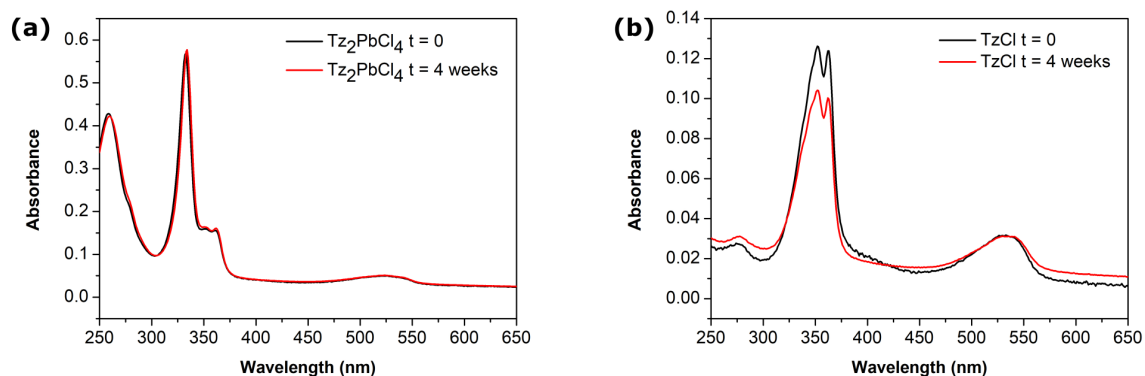 (a)
Tz₂PbCl₄ t = 0
Tz₂PbCl₄ t = 4 weeks
Absorbance
0.6
0.5
0.4
0.3
0.2
0.1
0.0
250 300 350 400 450 500 550 600 650
Wavelength (nm)
(b)
TzCl t = 0
TzCl t = 4 weeks
Absorbance
0.14
0.12
0.10
0.08
0.06
0.04
0.02
0.00
250 300 350 400 450 500 550 600 650
Wavelength (nm)